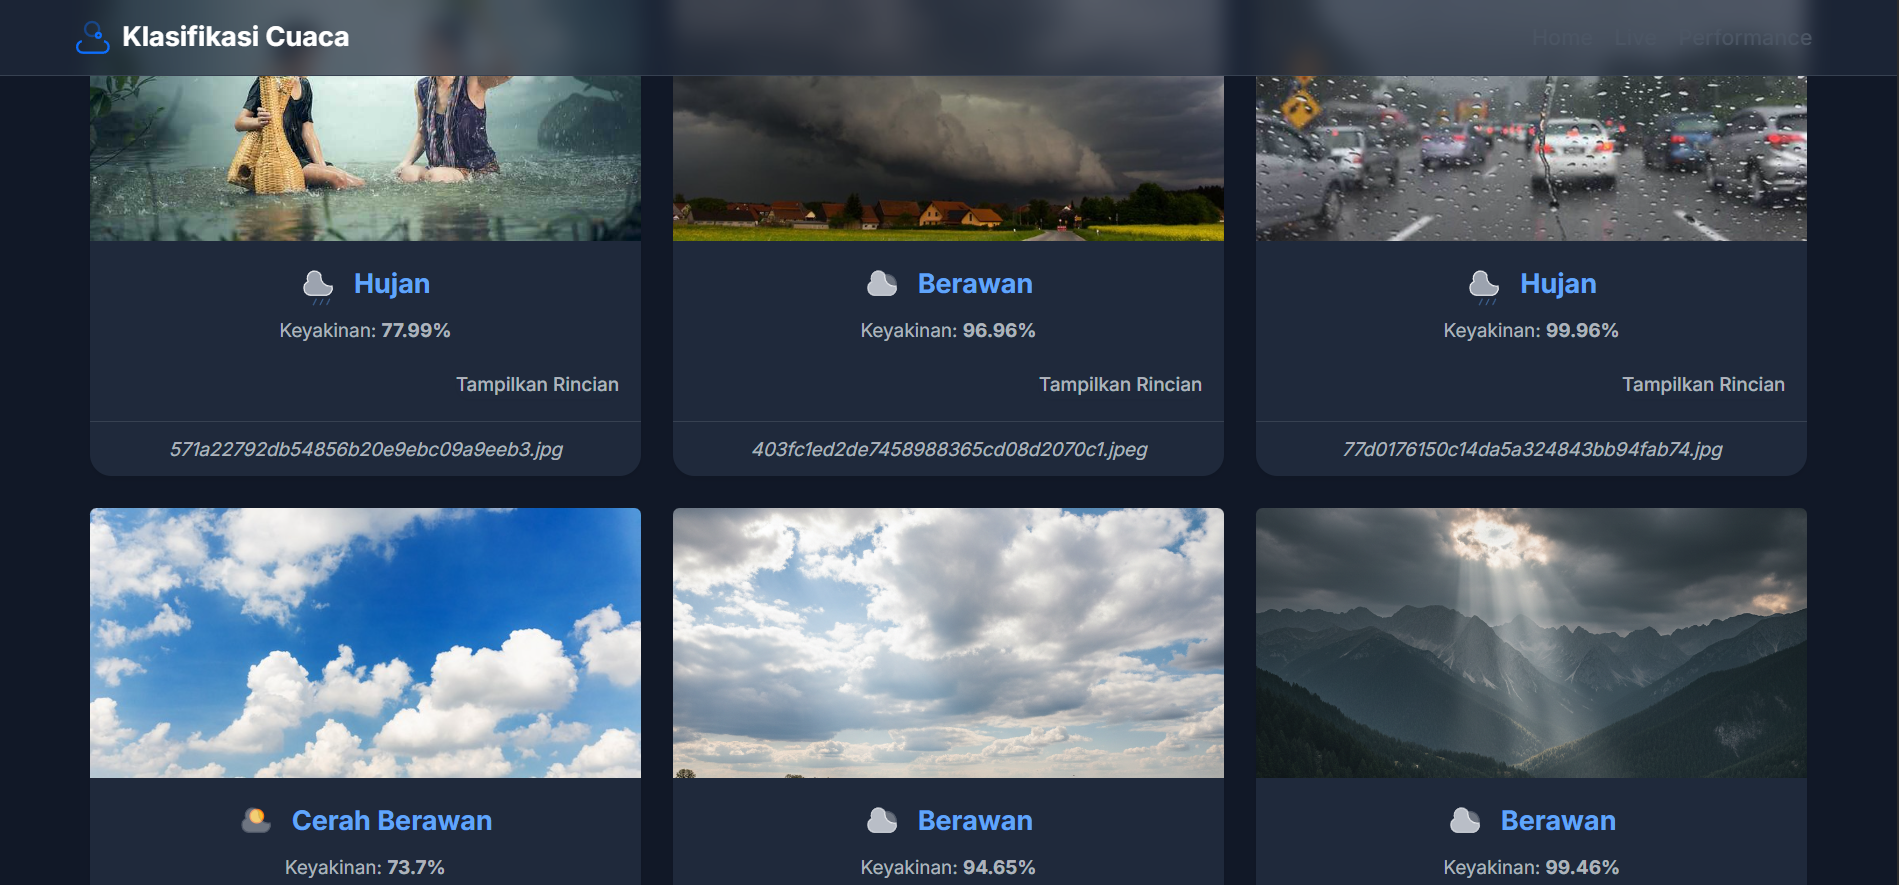 Klasifikasi Cuaca
Home Live Performance
Hujan
Keyakinan: 77.99%
Tampilkan Rincian
571a22792db54856b20e9ebc09a9eeb3.jpg
Berawan
Keyakinan: 96.96%
Tampilkan Rincian
403fc1ed2de7458988365cd08d2070c1.jpeg
Hujan
Keyakinan: 99.96%
Tampilkan Rincian
77d0176150c14da5a324843bb94fab74.jpg
Cerah Berawan
Keyakinan: 73.7%
Berawan
Keyakinan: 94.65%
Berawan
Keyakinan: 99.46%